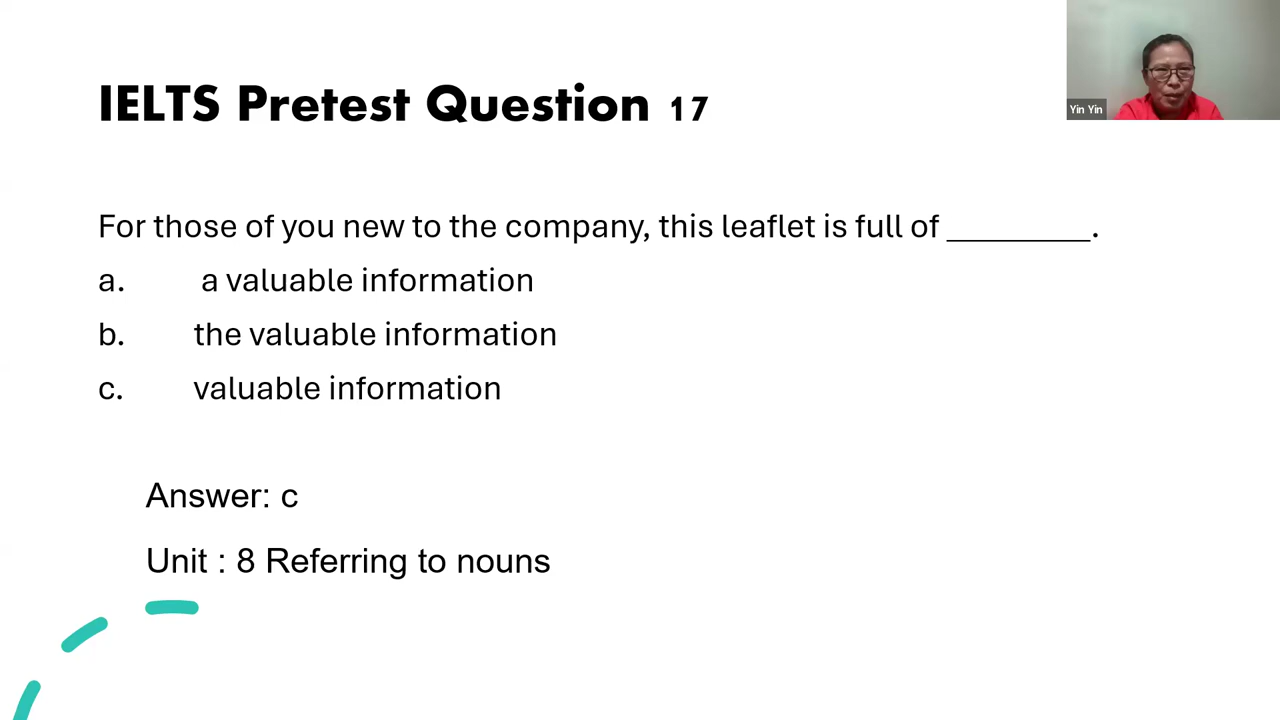 IELTS Pretest Question 17
Yin Yin
For those of you new to the company, this leaflet is full of _________.
a. a valuable information
b. the valuable information
c. valuable information
Answer: c
Unit : 8 Referring to nouns